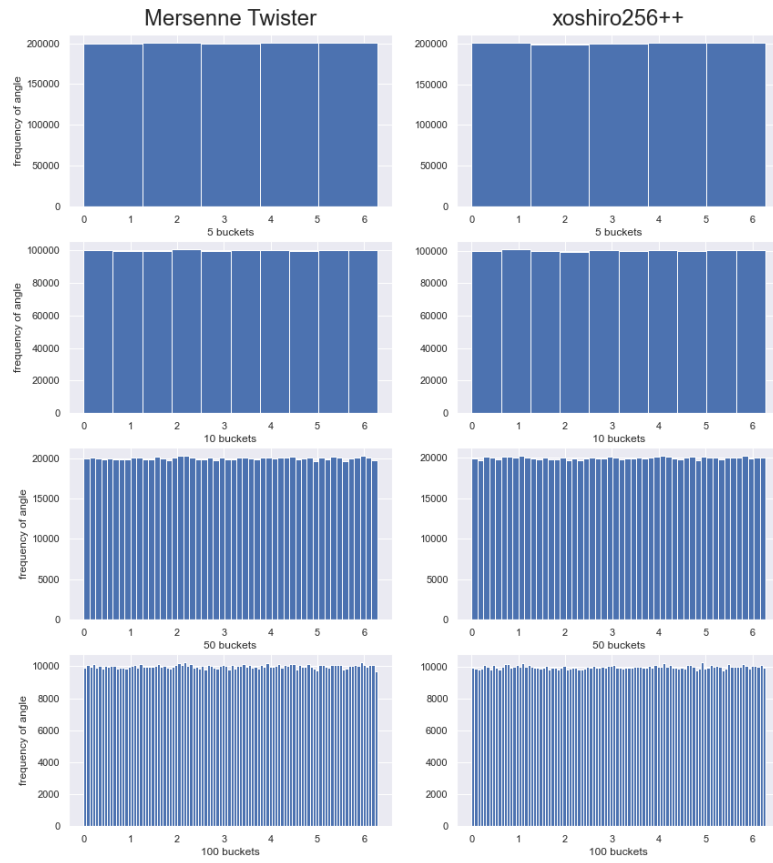 Mersenne Twister xoshiro256++
200000 200000
150000 150000
100000 100000
50000 50000
0 0
frequency of angle
0 1 2 3 4 5 6 0 1 2 3 4 5 6
5 buckets 5 buckets
100000 100000
80000 80000
60000 60000
40000 40000
20000 20000
0 0
frequency of angle
0 1 2 3 4 5 6 0 1 2 3 4 5 6
10 buckets 10 buckets
20000 20000
15000 15000
10000 10000
5000 5000
0 0
frequency of angle
0 1 2 3 4 5 6 0 1 2 3 4 5 6
50 buckets 50 buckets
10000 10000
8000 8000
6000 6000
4000 4000
2000 2000
0 0
frequency of angle
0 1 2 3 4 5 6 0 1 2 3 4 5 6
100 buckets 100 buckets